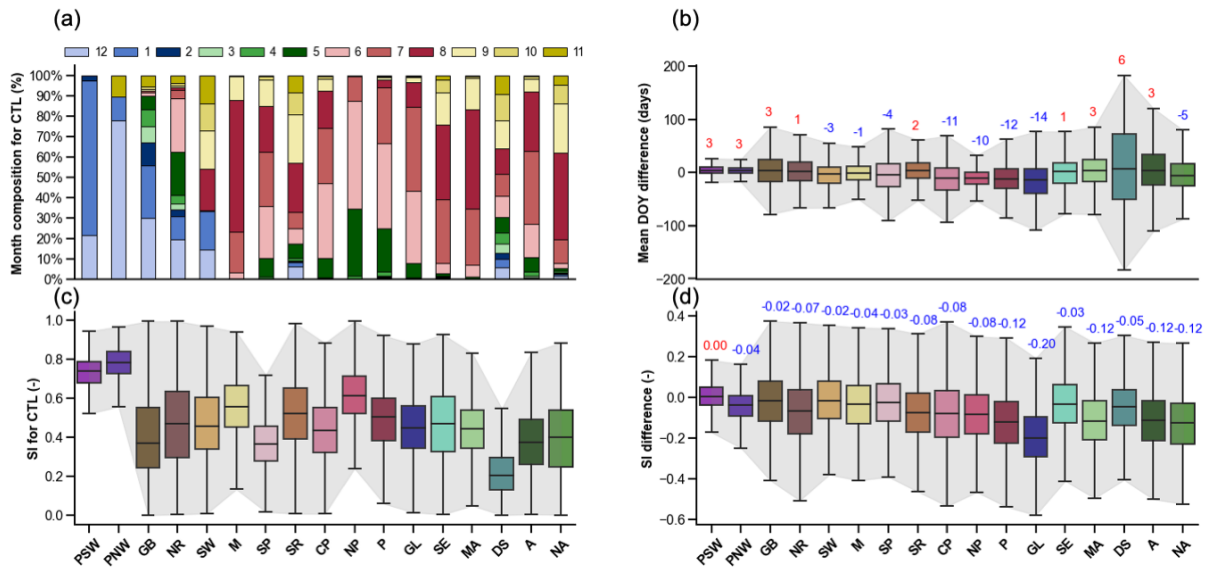 (a)
12 1 2 3 4 5 6 7 8 9 10 11
Month composition for CTL (%)
100%
90%
80%
70%
60%
50%
40%
30%
20%
10%
0%
(b)
Mean DOY difference (days)
200
100
0
−100
−200
3 3 3 1 -3 -1 -4 2 -11 -10 -12 -14 1 3 6 3 -5
(c)
SI for CTL (-)
1.0
0.8
0.6
0.4
0.2
0.0
PSW PNW GB NR SW M SP SR CP NP P GL SE MA DS A NA
(d)
SI difference (-)
0.4
0.2
0.0
−0.2
−0.4
−0.6
0.00 -0.04 -0.02 -0.07 -0.02 -0.04 -0.03 -0.08 -0.08 -0.08 -0.12 -0.20 -0.03 -0.12 -0.05 -0.12 -0.12
PSW PNW GB NR SW M SP SR CP NP P GL SE MA DS A NA